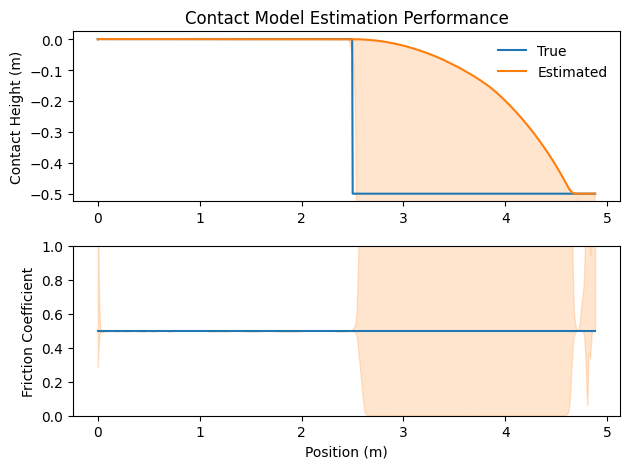 Contact Model Estimation Performance
Contact Height (m)
0.0
−0.1
−0.2
−0.3
−0.4
−0.5
True
Estimated
0 1 2 3 4 5
Friction Coefficient
1.0
0.8
0.6
0.4
0.2
0.0
0 1 2 3 4 5
Position (m)